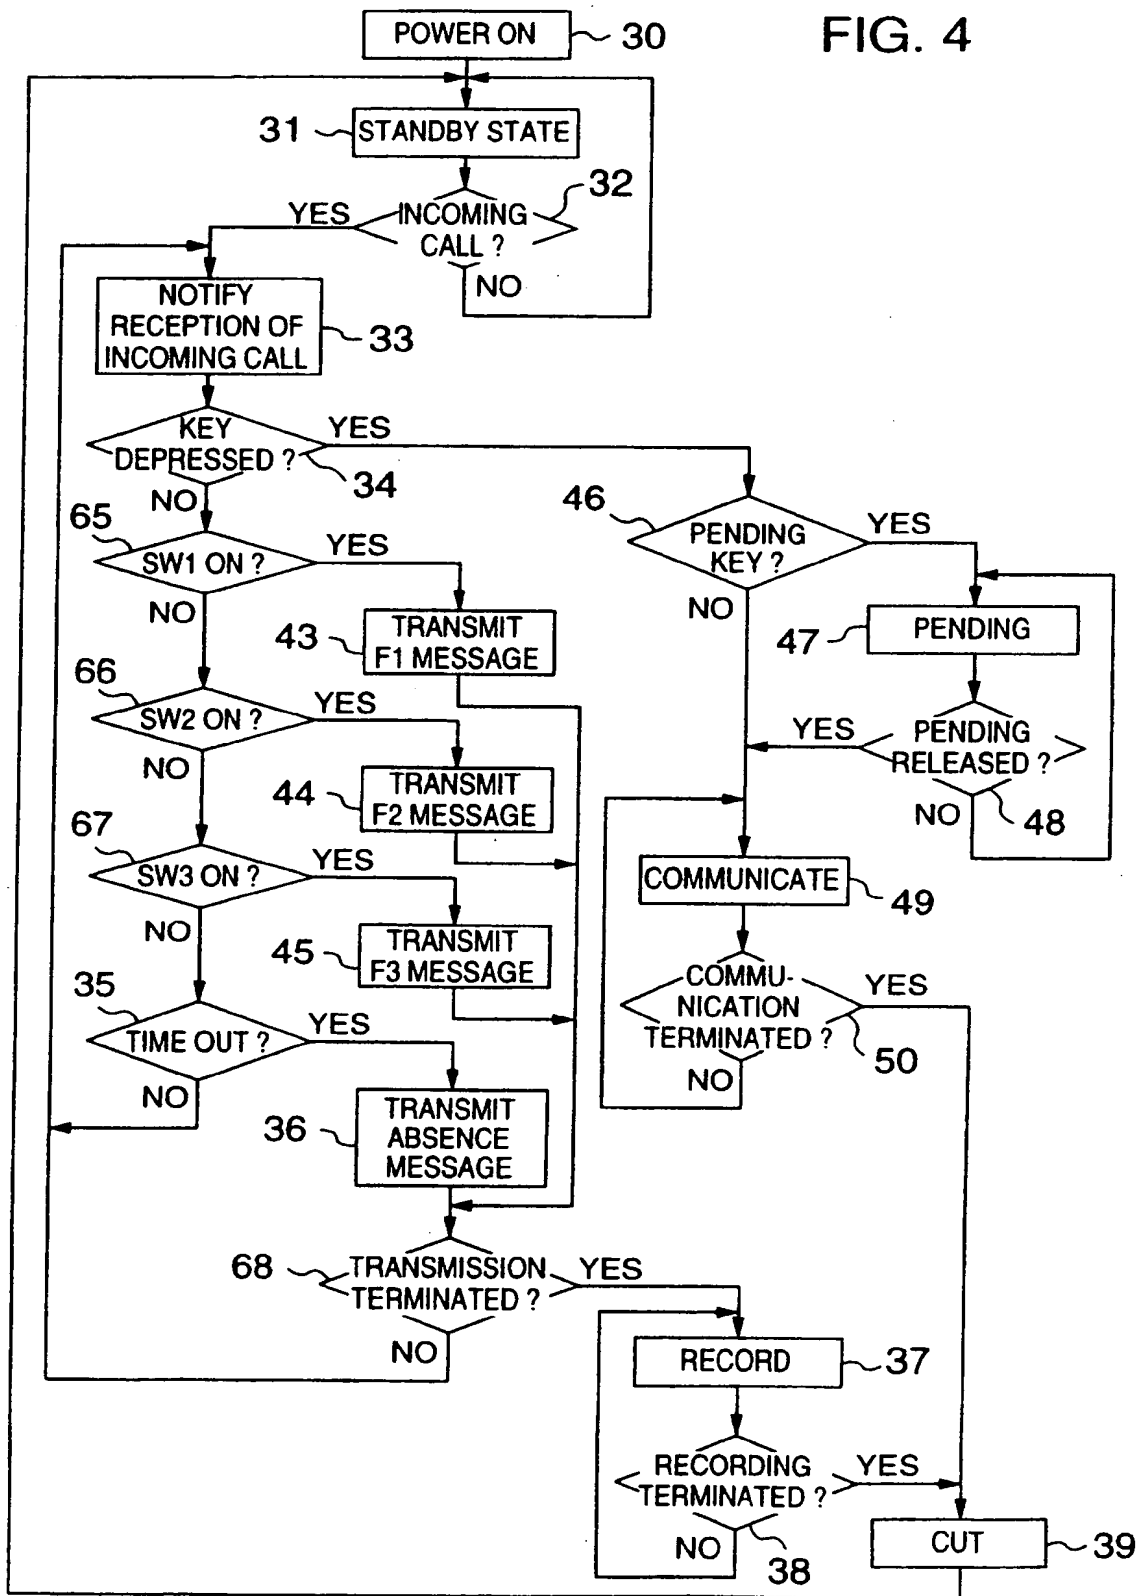 FIG. 4
POWER ON
30
31
STANDBY STATE
32
INCOMING
CALL ?
YES
NO
NOTIFY
RECEPTION OF
INCOMING CALL
33
KEY
DEPRESSED ?
YES
34
NO
46
PENDING
KEY ?
YES
NO
65
SW1 ON ?
YES
NO
43
TRANSMIT
F1 MESSAGE
47
PENDING
66
SW2 ON ?
YES
NO
YES
PENDING
RELEASED ?
NO
48
44
TRANSMIT
F2 MESSAGE
67
SW3 ON ?
YES
NO
COMMUNICATE
49
45
TRANSMIT
F3 MESSAGE
COMMU-
NICATION
TERMINATED ?
YES
50
NO
35
TIME OUT ?
YES
NO
36
TRANSMIT
ABSENCE
MESSAGE
68
TRANSMISSION
TERMINATED ?
YES
NO
RECORD
37
RECORDING
TERMINATED ?
YES
NO
38
CUT
39